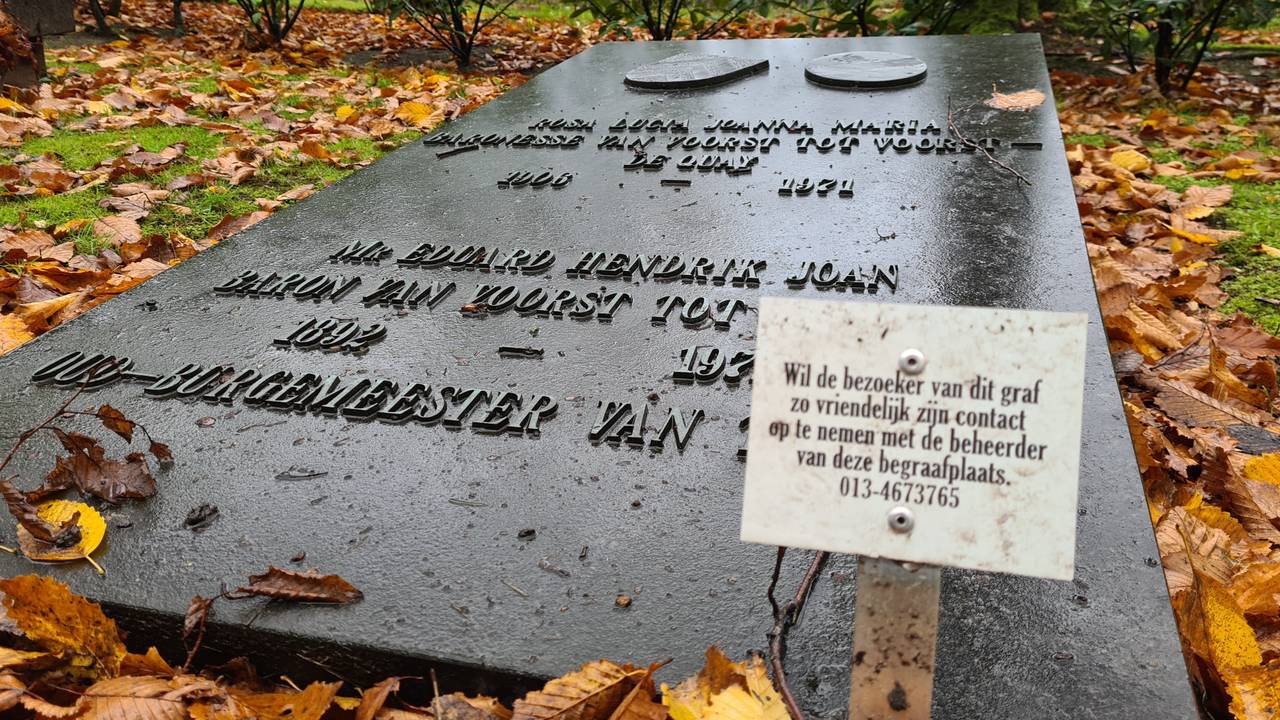 ROSA LUCIA JOANNA MARIA
BARONESSE VAN VOORST TOT VOORST —
DE QUAY
1906 — 1971
Mr EDUARD HENDRIK JOAN
BARON VAN VOORST TOT
1892 — 197
OUD-BURGEMEESTER VAN
Wil de bezoeker van dit graf
zo vriendelijk zijn contact
op te nemen met de beheerder
van deze begraafplaats.
013-4673765